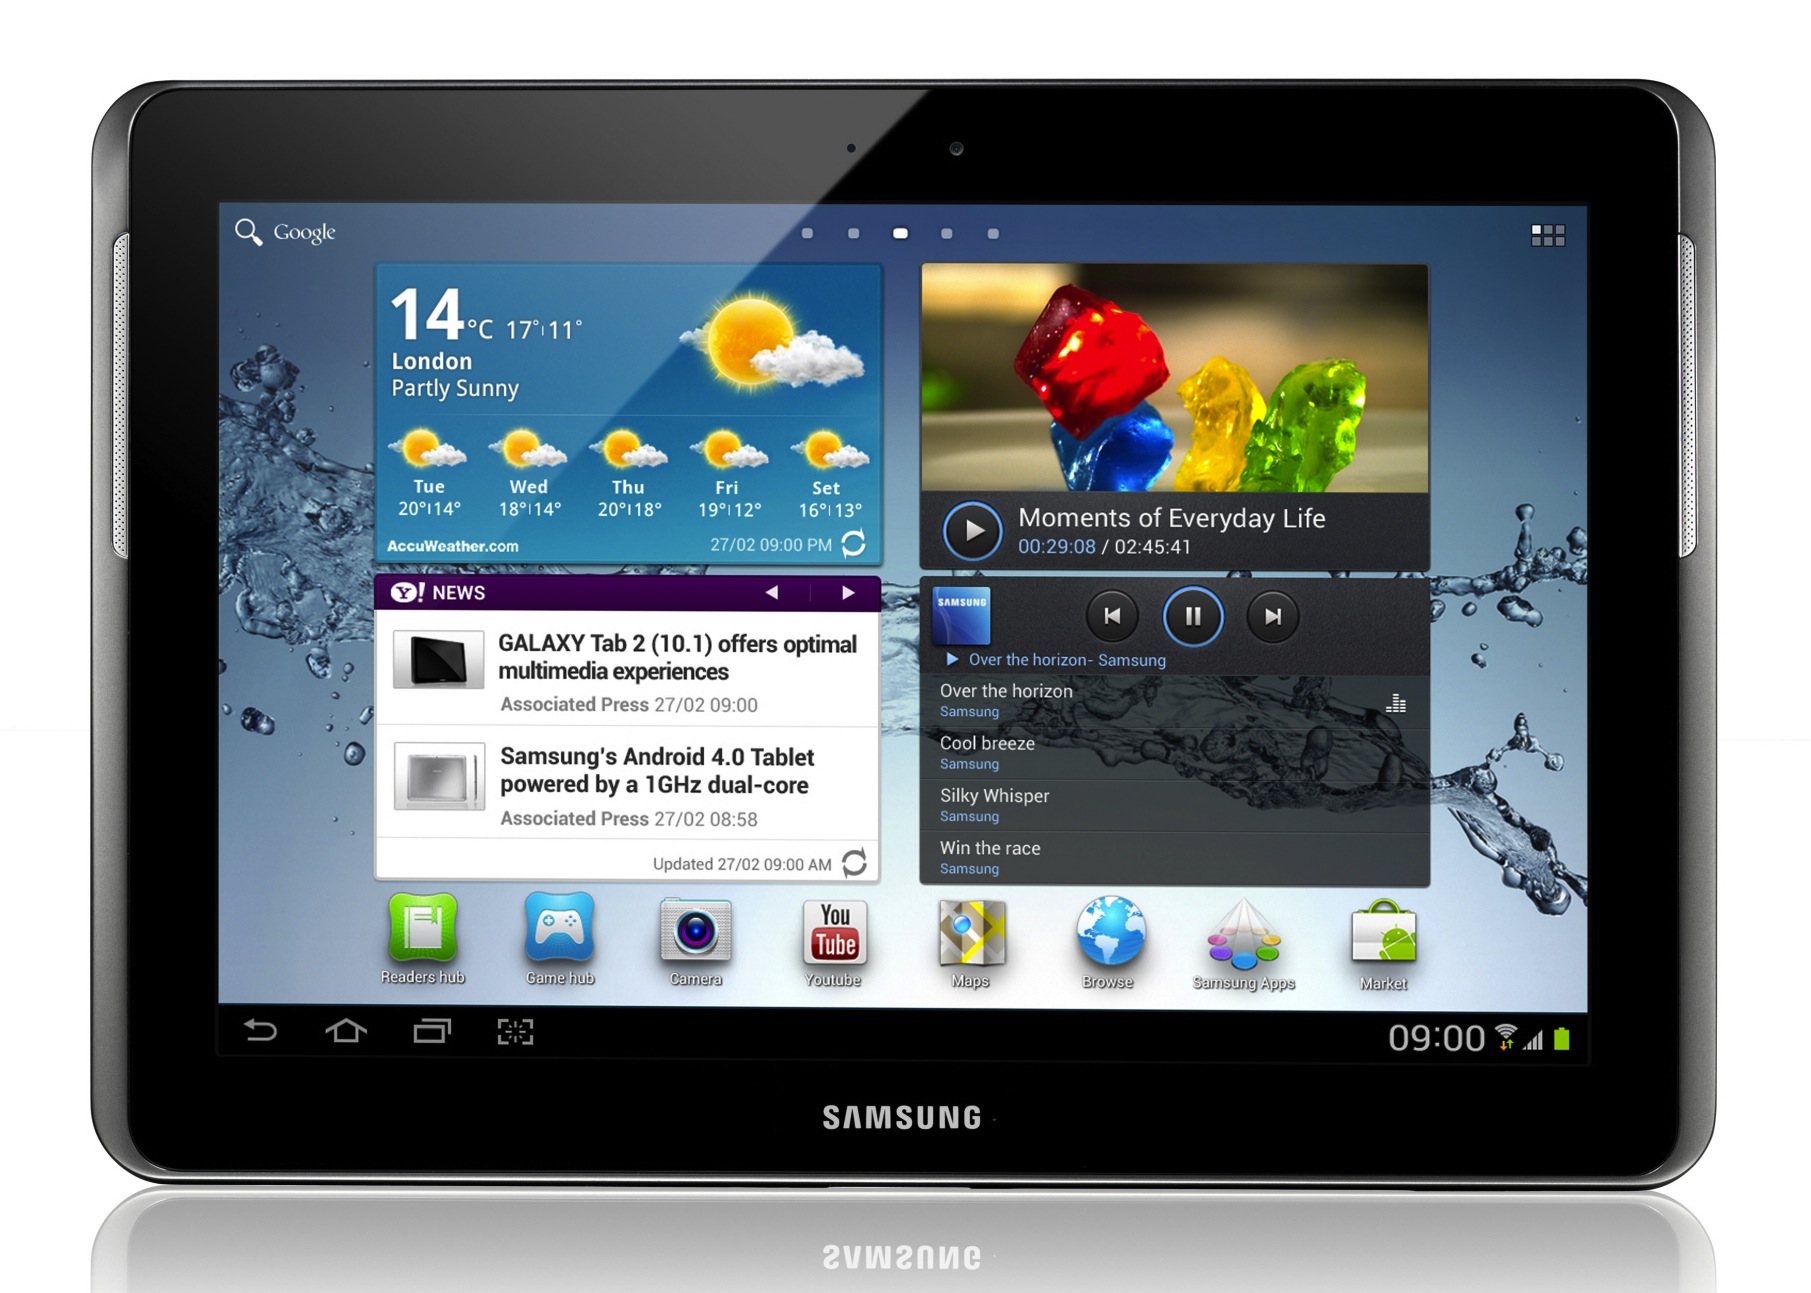 Google
14°C 17° 11°
London
Partly Sunny
Tue Wed Thu Fri Set
20° 14° 18° 14° 20° 18° 19° 12° 16° 13°
AccuWeather.com 27/02 09:00 PM
Y! NEWS
GALAXY Tab 2 (10.1) offers optimal
multimedia experiences
Associated Press 27/02 09:00
Samsung's Android 4.0 Tablet
powered by a 1GHz dual-core
Associated Press 27/02 08:58
Updated 27/02 09:00 AM
Moments of Everyday Life
00:29:08 / 02:45:41
SAMSUNG
Over the horizon- Samsung
Over the horizon
Samsung
Cool breeze
Samsung
Silky Whisper
Samsung
Win the race
Samsung
You
Tube
Readers hub Game hub Camera Youtube Maps Browse Samsung Apps Market
09:00
SAMSUNG
SAMSUNG